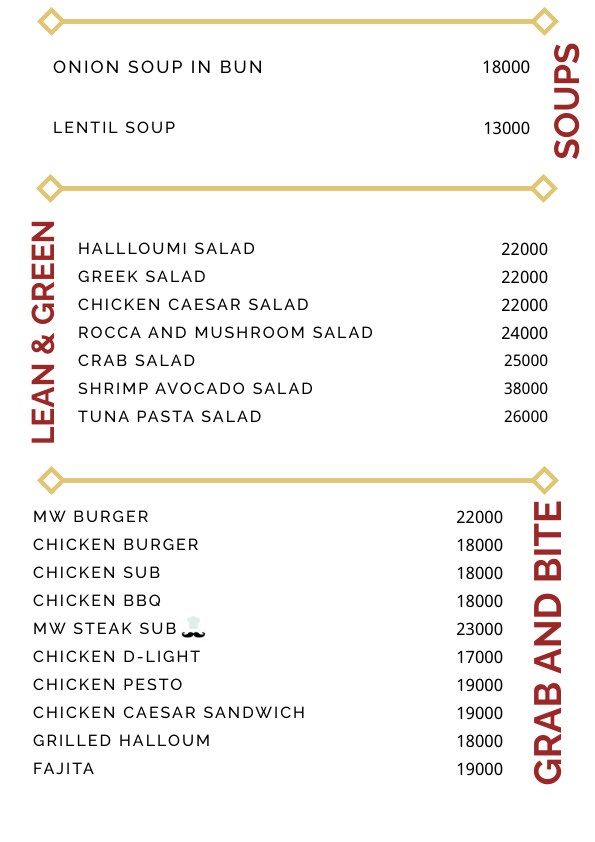 SOUPS
ONION SOUP IN BUN 18000
LENTIL SOUP 13000
LEAN & GREEN
HALLLOUMI SALAD 22000
GREEK SALAD 22000
CHICKEN CAESAR SALAD 22000
ROCCA AND MUSHROOM SALAD 24000
CRAB SALAD 25000
SHRIMP AVOCADO SALAD 38000
TUNA PASTA SALAD 26000
GRAB AND BITE
MW BURGER 22000
CHICKEN BURGER 18000
CHICKEN SUB 18000
CHICKEN BBQ 18000
MW STEAK SUB 23000
CHICKEN D-LIGHT 17000
CHICKEN PESTO 19000
CHICKEN CAESAR SANDWICH 19000
GRILLED HALLOUM 18000
FAJITA 19000